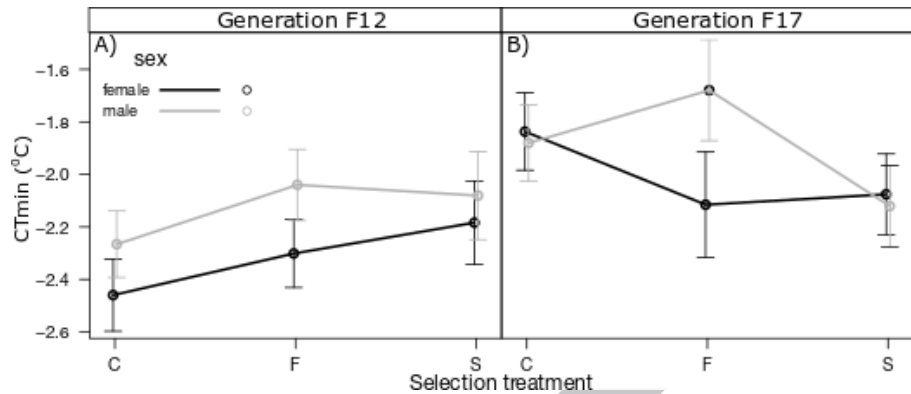 Generation F12
Generation F17
A)
B)
sex
female
male
CTmin (°C)
−1.6
−1.8
−2.0
−2.2
−2.4
−2.6
C
F
S
C
F
S
Selection treatment